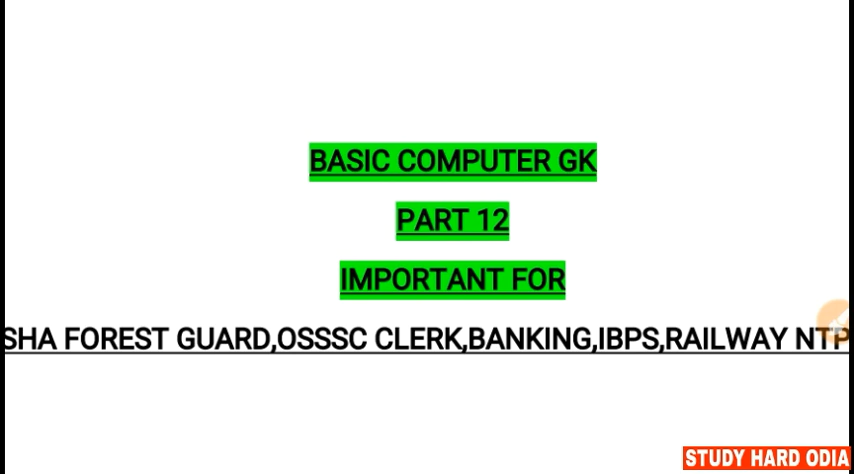 BASIC COMPUTER GK
PART 12
IMPORTANT FOR
SHA FOREST GUARD,OSSSC CLERK,BANKING,IBPS,RAILWAY NTP
STUDY HARD ODIA